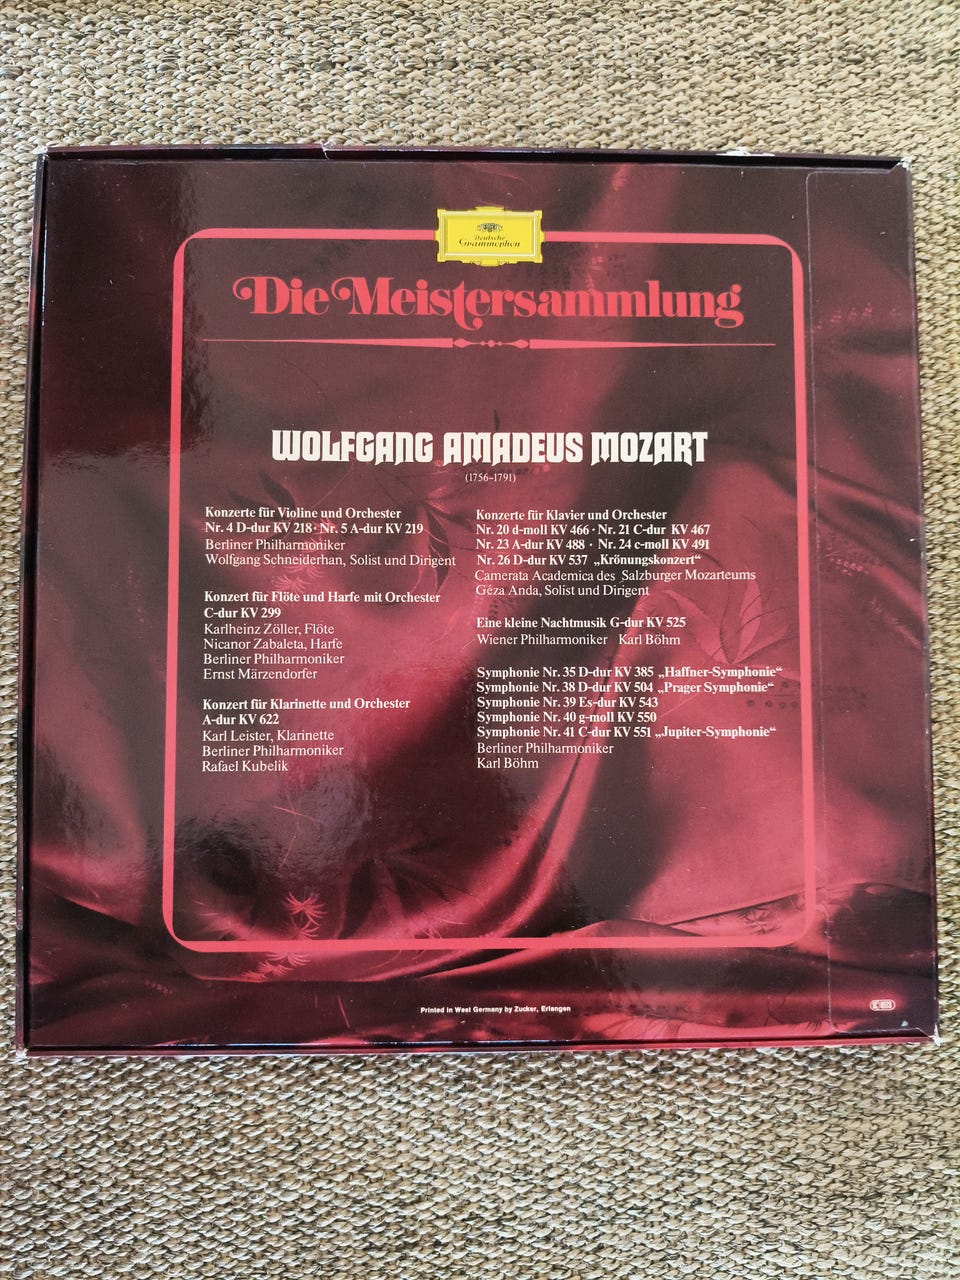 Deutsche
Grammophon
Die Meistersammlung
WOLFGANG AMADEUS MOZART
(1756-1791)
Konzerte für Violine und Orchester
Nr. 4 D-dur KV 218 · Nr. 5 A-dur KV 219
Berliner Philharmoniker
Wolfgang Schneiderhan, Solist und Dirigent
Konzert für Flöte und Harfe mit Orchester
C-dur KV 299
Karlheinz Zöller, Flöte
Nicanor Zabaleta, Harfe
Berliner Philharmoniker
Ernst Märzendorfer
Konzert für Klarinette und Orchester
A-dur KV 622
Karl Leister, Klarinette
Berliner Philharmoniker
Rafael Kubelik
Konzerte für Klavier und Orchester
Nr. 20 d-moll KV 466 · Nr. 21 C-dur KV 467
Nr. 23 A-dur KV 488 · Nr. 24 c-moll KV 491
Nr. 26 D-dur KV 537 „Krönungskonzert“
Camerata Academica des Salzburger Mozarteums
Géza Anda, Solist und Dirigent
Eine kleine Nachtmusik G-dur KV 525
Wiener Philharmoniker Karl Böhm
Symphonie Nr. 35 D-dur KV 385 „Haffner-Symphonie“
Symphonie Nr. 38 D-dur KV 504 „Prager Symphonie“
Symphonie Nr. 39 Es-dur KV 543
Symphonie Nr. 40 g-moll KV 550
Symphonie Nr. 41 C-dur KV 551 „Jupiter-Symphonie“
Berliner Philharmoniker
Karl Böhm
Printed in West Germany by Zucker, Erlangen